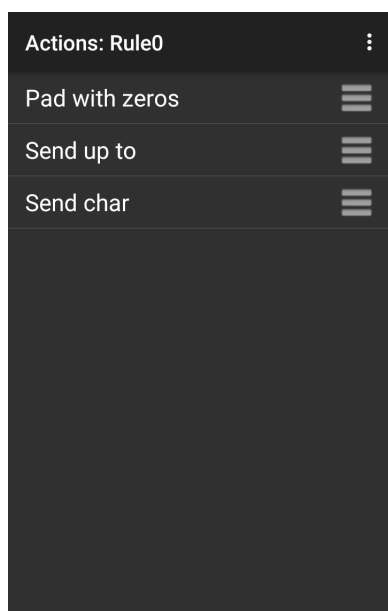 Actions: Rule0
Pad with zeros
Send up to
Send char